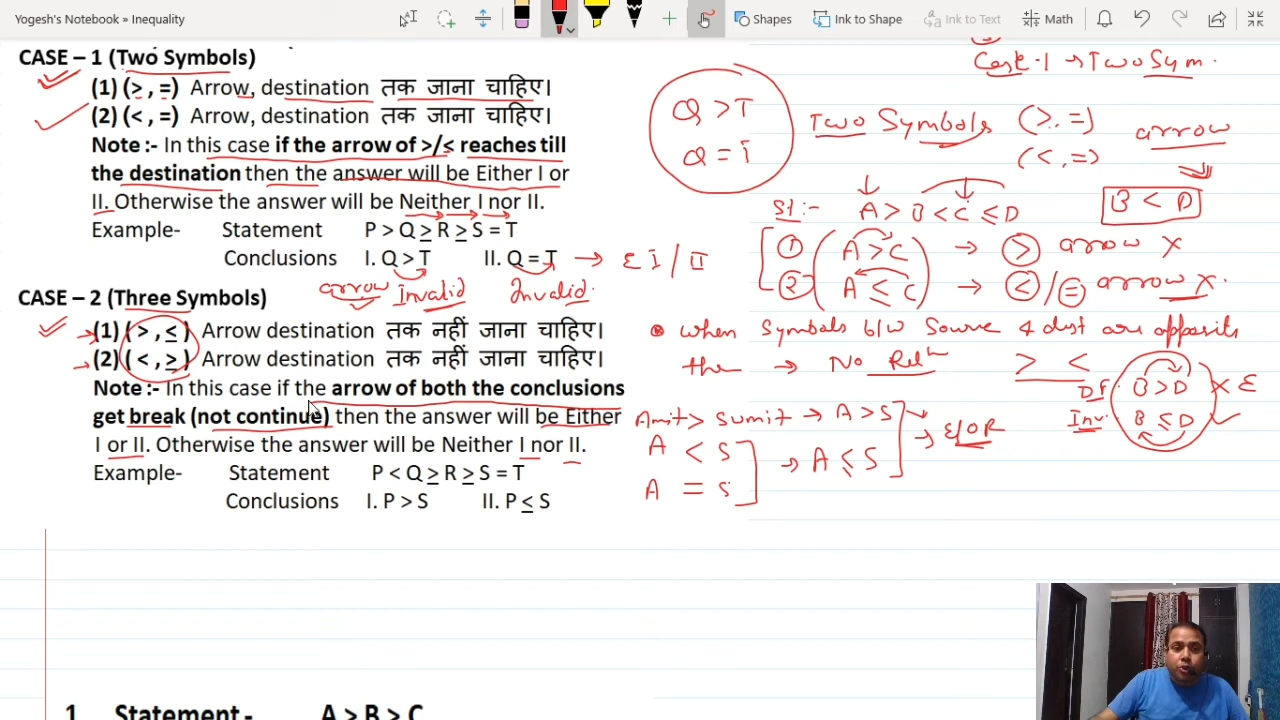 Yogesh's Notebook » Inequality
Shapes
Ink to Shape
Ink to Text
Math
CASE – 1 (Two Symbols)
(1) (> , =) Arrow, destination तक जाना चाहिए।
(2) (< , =) Arrow, destination तक जाना चाहिए।
Note :- In this case if the arrow of >/< reaches till
the destination then the answer will be Either I or
II. Otherwise the answer will be Neither I nor II.
Example- Statement P > Q ≥ R ≥ S = T
Conclusions I. Q > T II. Q = T → E I / II
arrow Invalid Invalid.
CASE – 2 (Three Symbols)
(1) ( > , ≤ ) Arrow destination तक नहीं जाना चाहिए।
(2) ( < , ≥ ) Arrow destination तक नहीं जाना चाहिए।
Note :- In this case if the arrow of both the conclusions
get break (not continue) then the answer will be Either
I or II. Otherwise the answer will be Neither I nor II.
Example- Statement P < Q ≥ R ≥ S = T
Conclusions I. P > S II. P ≤ S
Case-1 → Two Sym.
Q > T
Q = T
Two Symbols (>, =) arrow
(<, =)
St:- A > B < C ≤ D B < D
① A > C → > arrow X
② A ≤ C → < / = arrow X.
• when Symbols b/w Source & dist are opposits
then → No Relⁿ > <
Df B > D X E
Inv. B ≤ D
Amit > Sumit → A > S
A < S
→ A ≤ S → E/OR
A = S
1. Statement - A > B > C